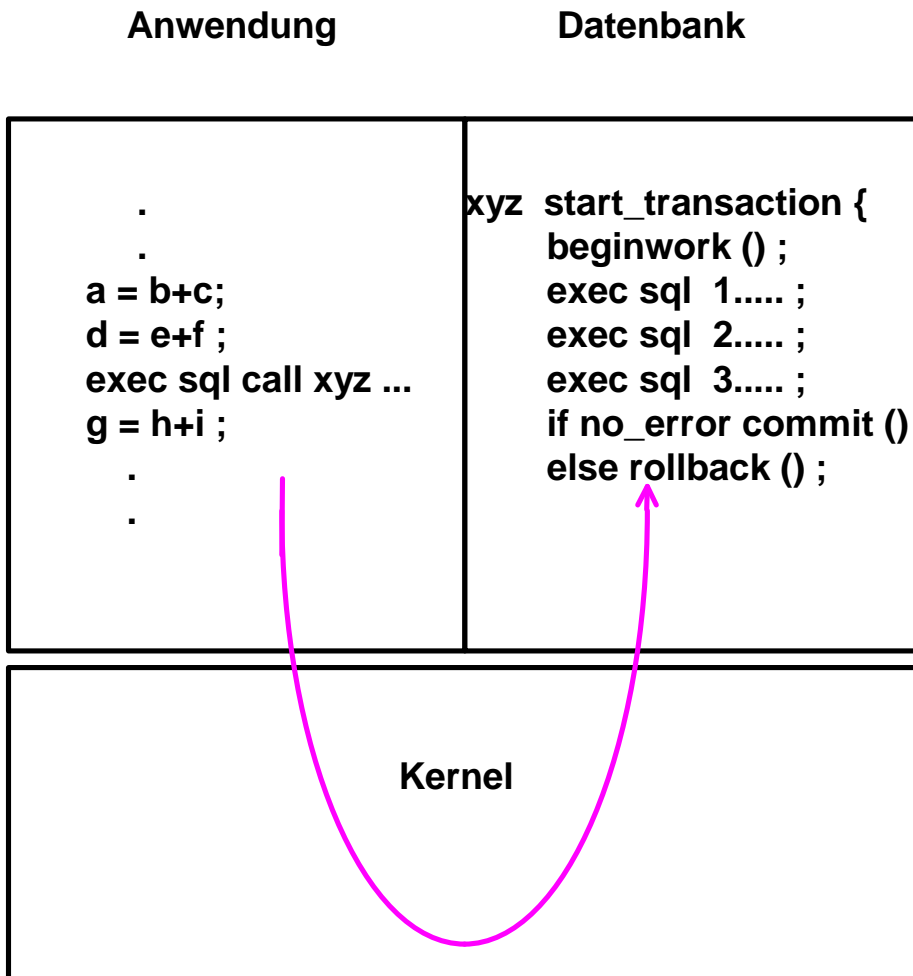 Anwendung Datenbank
.
.
a = b+c;
d = e+f ;
exec sql call xyz ...
g = h+i ;
.
.
xyz start_transaction {
beginwork () ;
exec sql 1..... ;
exec sql 2..... ;
exec sql 3..... ;
if no_error commit ()
else rollback () ;
Kernel